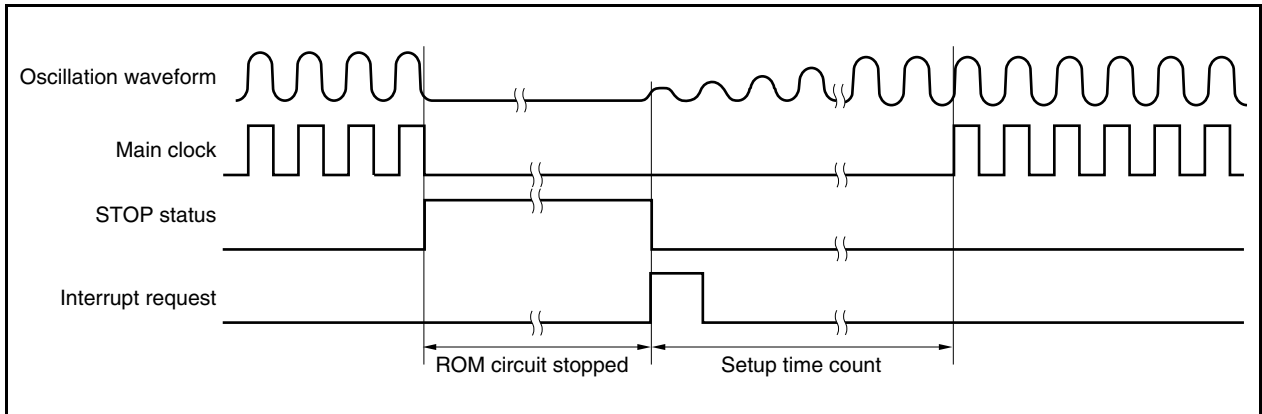 Oscillation waveform
Main clock
STOP status
Interrupt request
ROM circuit stopped
Setup time count